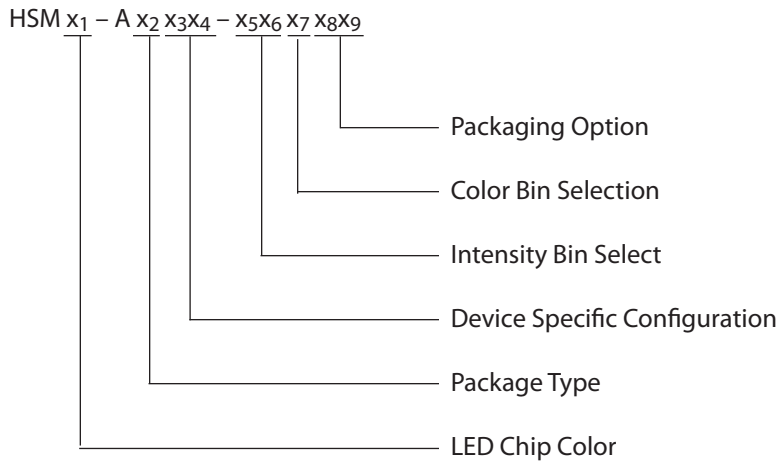 HSM x1 – A x2 x3x4 – x5x6 x7 x8x9
Packaging Option
Color Bin Selection
Intensity Bin Select
Device Specific Configuration
Package Type
LED Chip Color